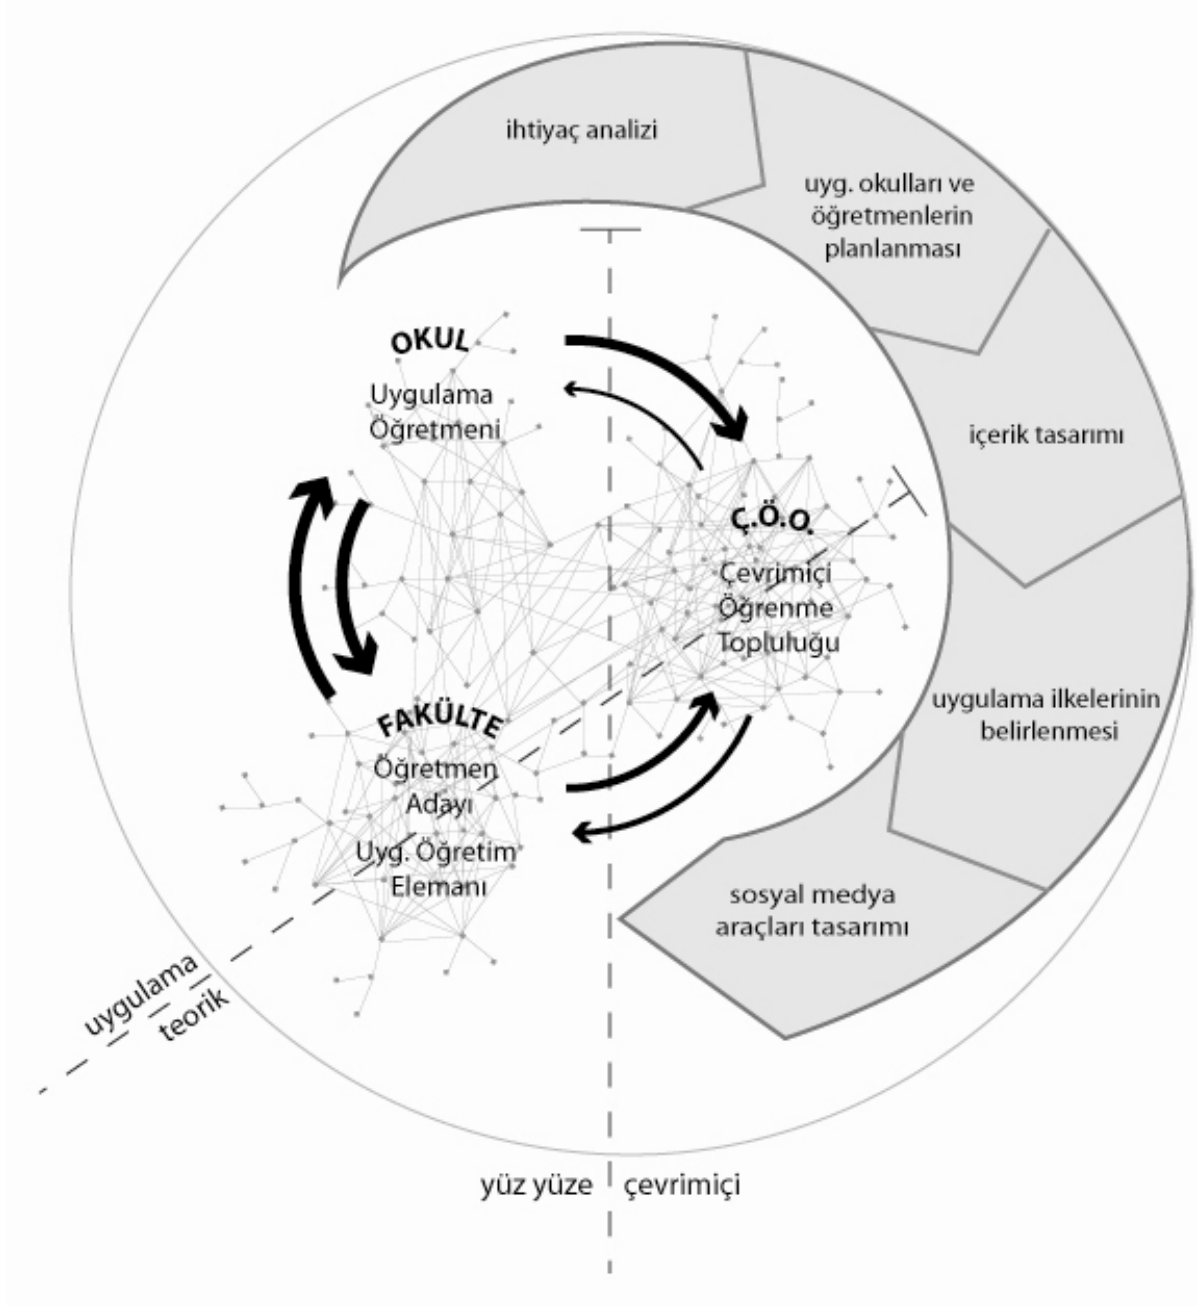 ihtiyaç analizi
uyg. okulları ve
öğretmenlerin
planlanması
içerik tasarımı
uygulama ilkelerinin
belirlenmesi
sosyal medya
araçları tasarımı
OKUL
Uygulama
Öğretmeni
Ç.Ö.O.
Çevrimiçi
Öğrenme
Topluluğu
FAKÜLTE
Öğretmen
Adayı
Uyg. Öğretim
Elemanı
uygulama
teorik
yüz yüze
çevrimiçi